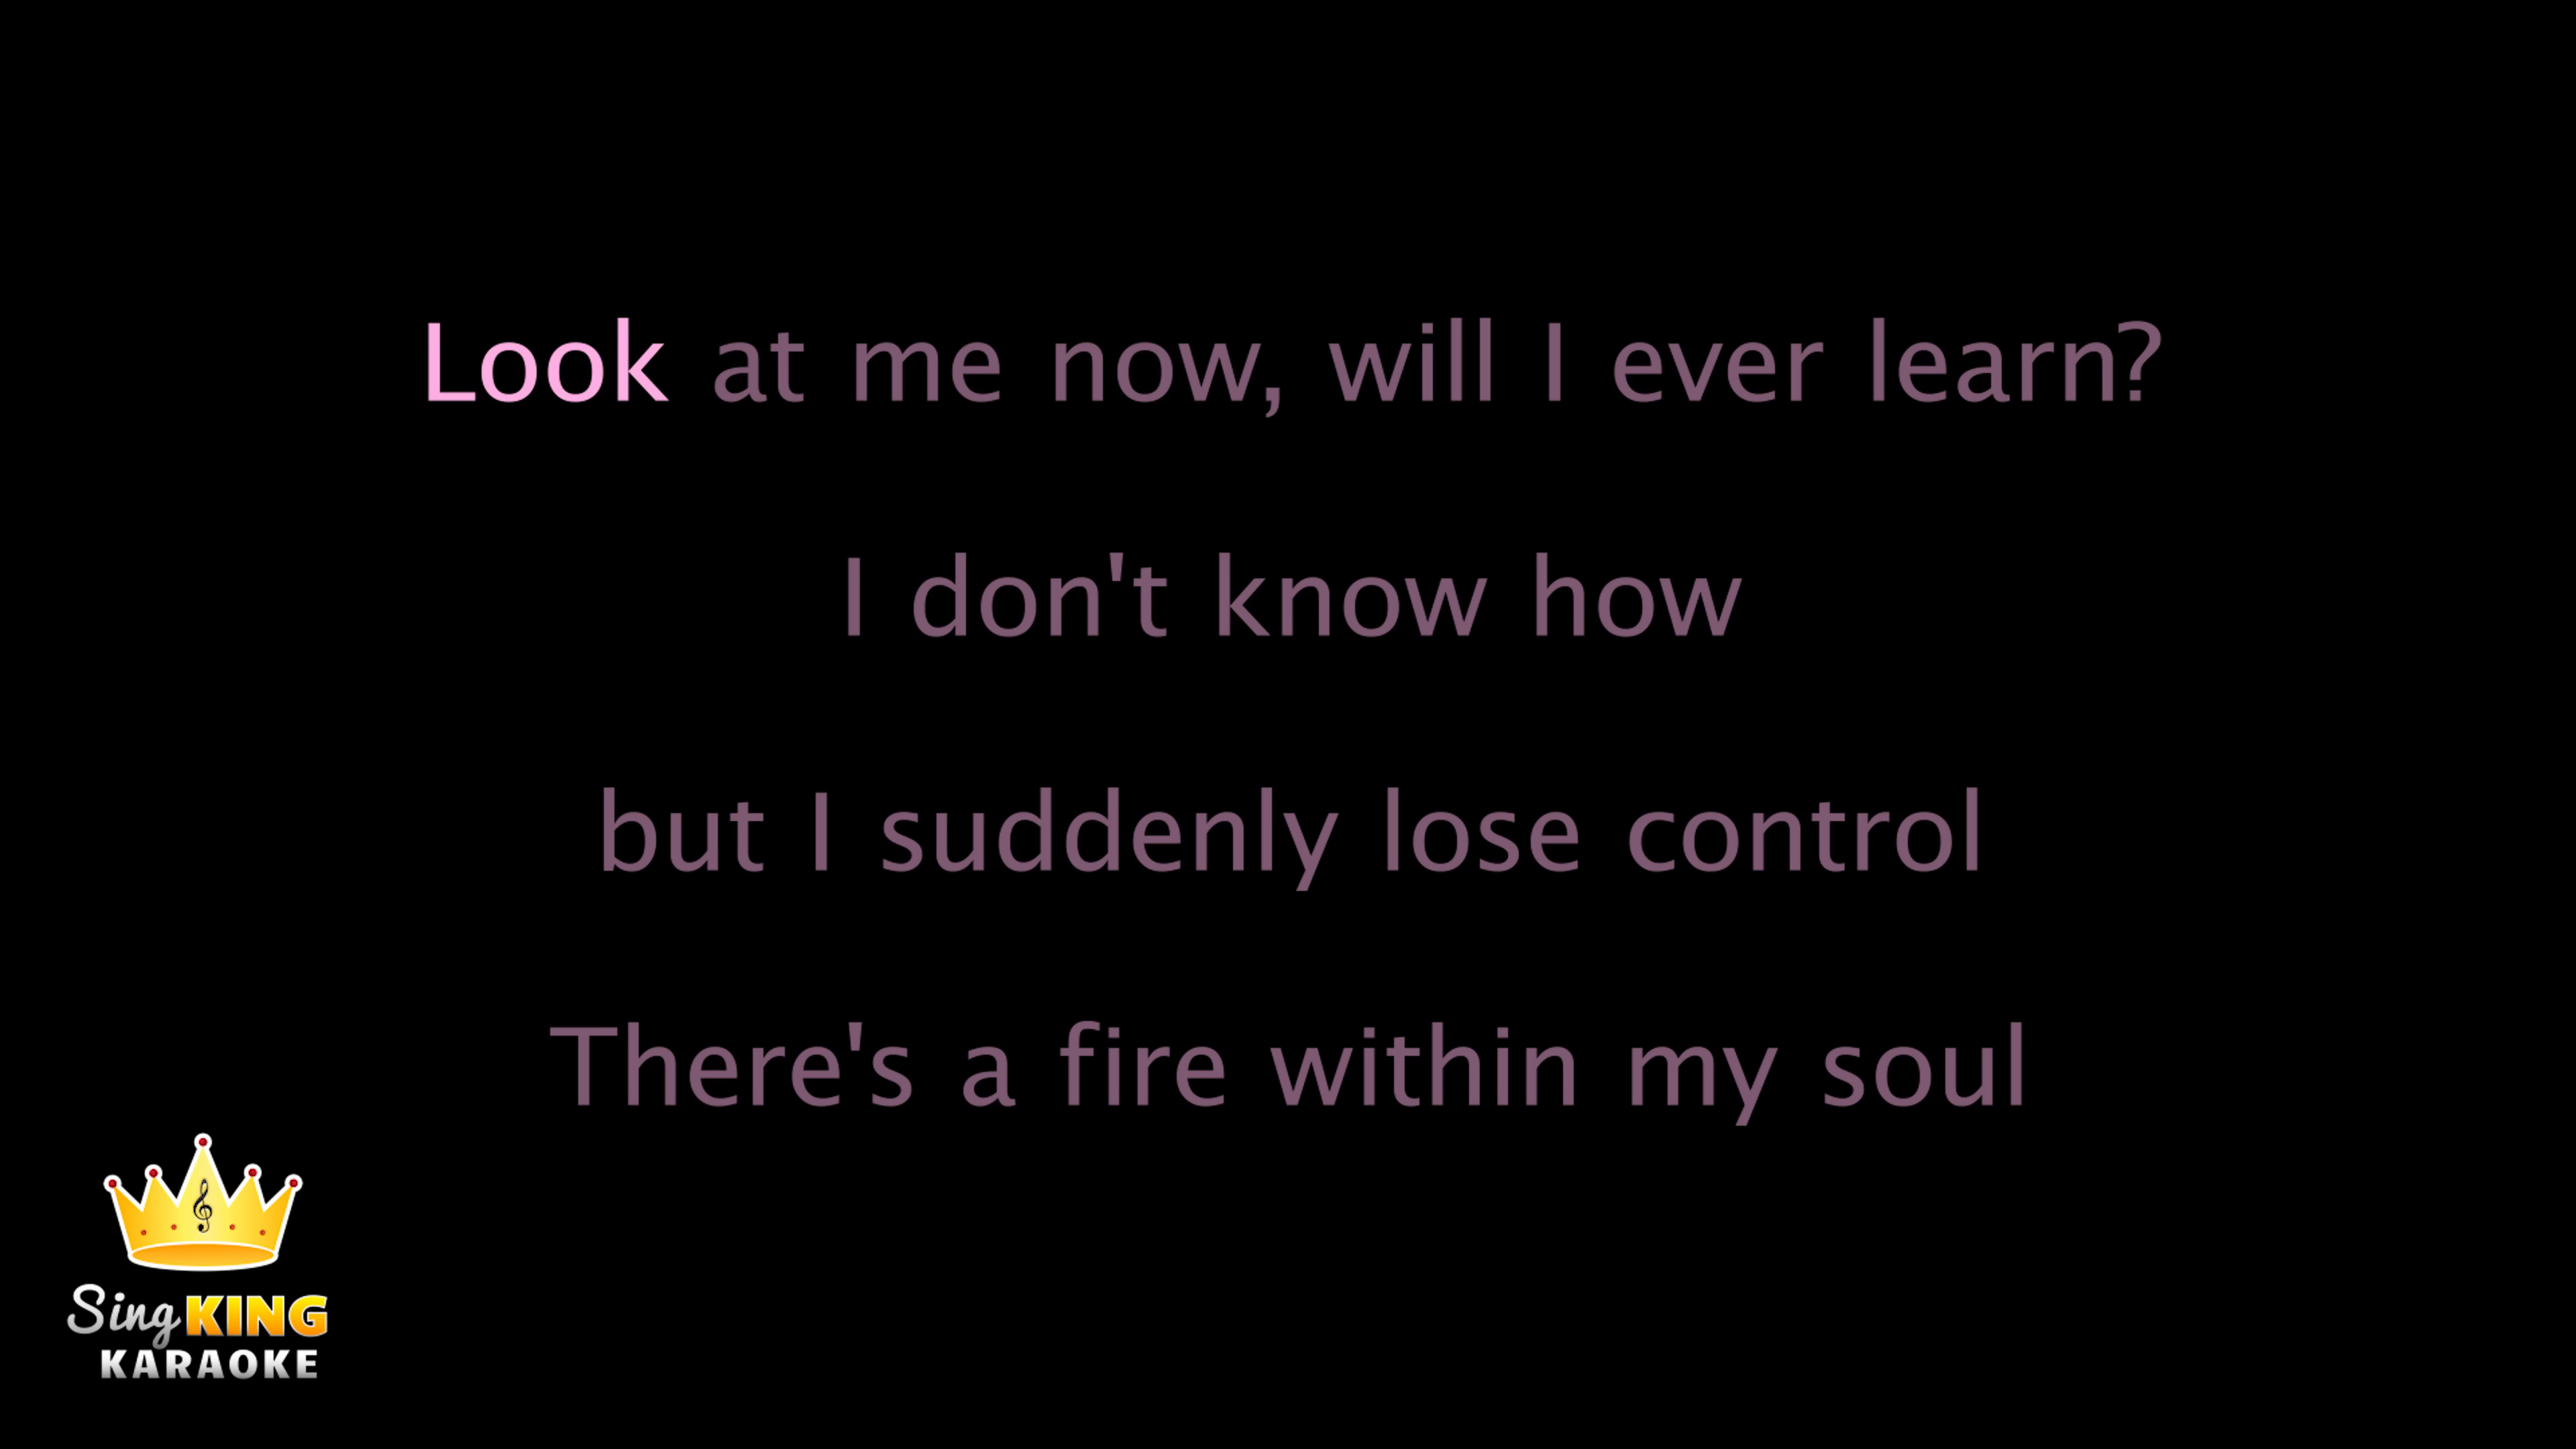 Look at me now, will I ever learn?
I don't know how
but I suddenly lose control
There's a fire within my soul
Sing KING
KARAOKE